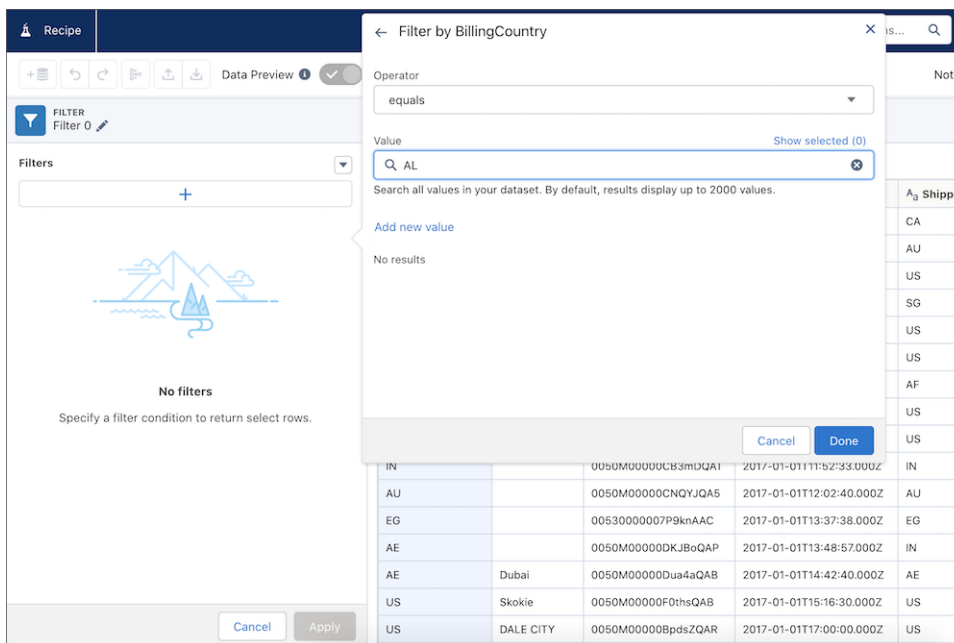 Recipe
Data Preview
FILTER
Filter 0
Filters
+
No filters
Specify a filter condition to return select rows.
Cancel
Apply
Filter by BillingCountry
Operator
equals
Value
Show selected (0)
AL
Search all values in your dataset. By default, results display up to 2000 values.
Add new value
No results
Cancel
Done
Not
Aa Shipp
CA
AU
US
SG
US
US
AF
US
US
IN 0050M00000CB3mDQAT 2017-01-01T11:52:33.000Z IN
AU 0050M00000CNQYJQA5 2017-01-01T12:02:40.000Z AU
EG 00530000007P9knAAC 2017-01-01T13:37:38.000Z EG
AE 0050M00000DKJBoQAP 2017-01-01T13:48:57.000Z IN
AE Dubai 0050M00000Dua4aQAB 2017-01-01T14:42:40.000Z AE
US Skokie 0050M00000F0thsQAB 2017-01-01T15:16:30.000Z US
US DALE CITY 0050M00000BpdsZQAR 2017-01-01T17:00:00.000Z US